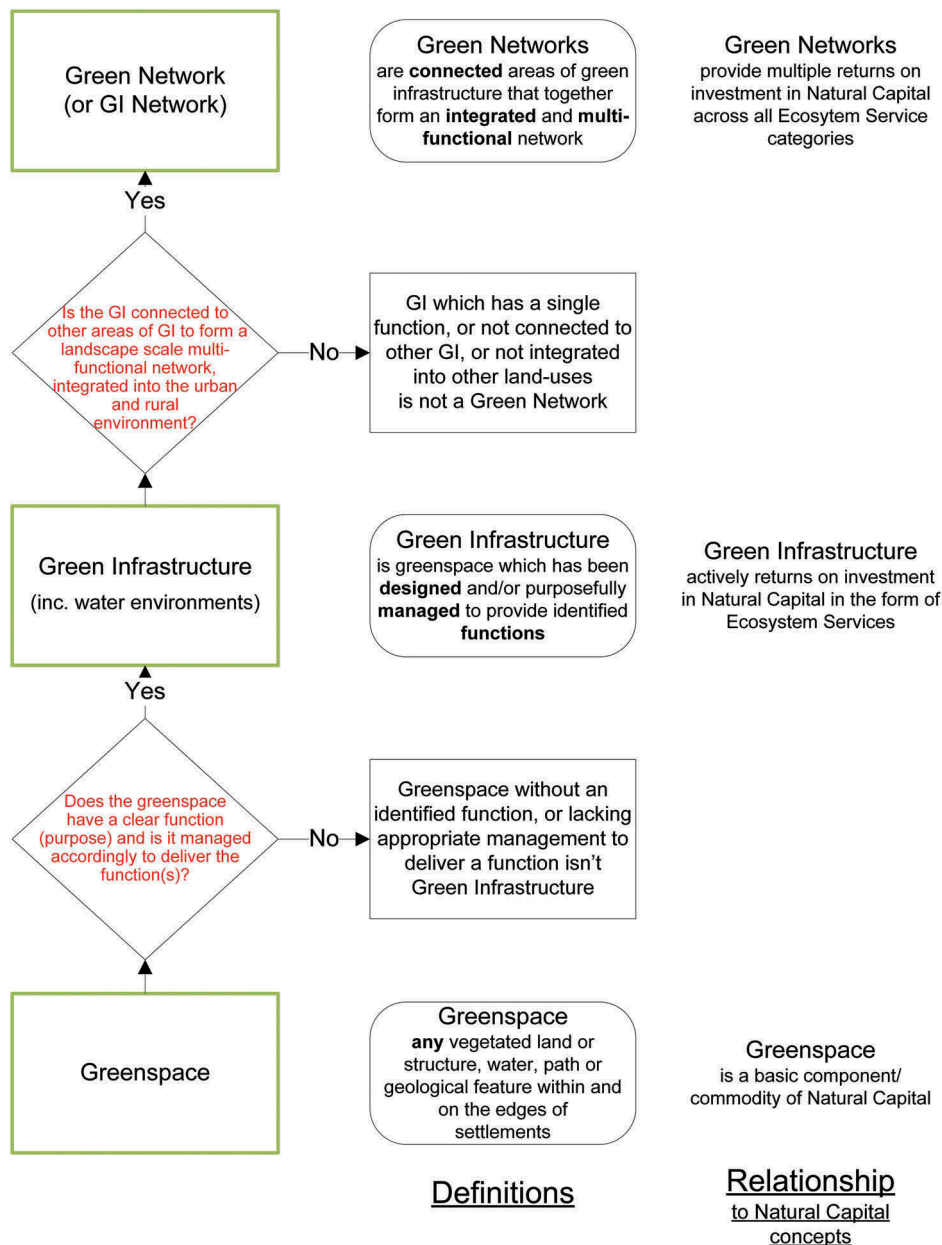 Green Network
(or GI Network)
Green Networks
are connected areas of green
infrastructure that together
form an integrated and multi-
functional network
Green Networks
provide multiple returns on
investment in Natural Capital
across all Ecosytem Service
categories
Yes
Is the GI connected to
other areas of GI to form a
landscape scale multi-
functional network,
integrated into the urban
and rural
environment?
No
GI which has a single
function, or not connected to
other GI, or not integrated
into other land-uses
is not a Green Network
Green Infrastructure
(inc. water environments)
Green Infrastructure
is greenspace which has been
designed and/or purposefully
managed to provide identified
functions
Green Infrastructure
actively returns on investment
in Natural Capital in the form of
Ecosystem Services
Yes
Does the greenspace
have a clear function
(purpose) and is it managed
accordingly to deliver the
function(s)?
No
Greenspace without an
identified function, or lacking
appropriate management to
deliver a function isn’t
Green Infrastructure
Greenspace
Greenspace
any vegetated land or
structure, water, path or
geological feature within and
on the edges of
settlements
Greenspace
is a basic component/
commodity of Natural Capital
Definitions
Relationship
to Natural Capital
concepts